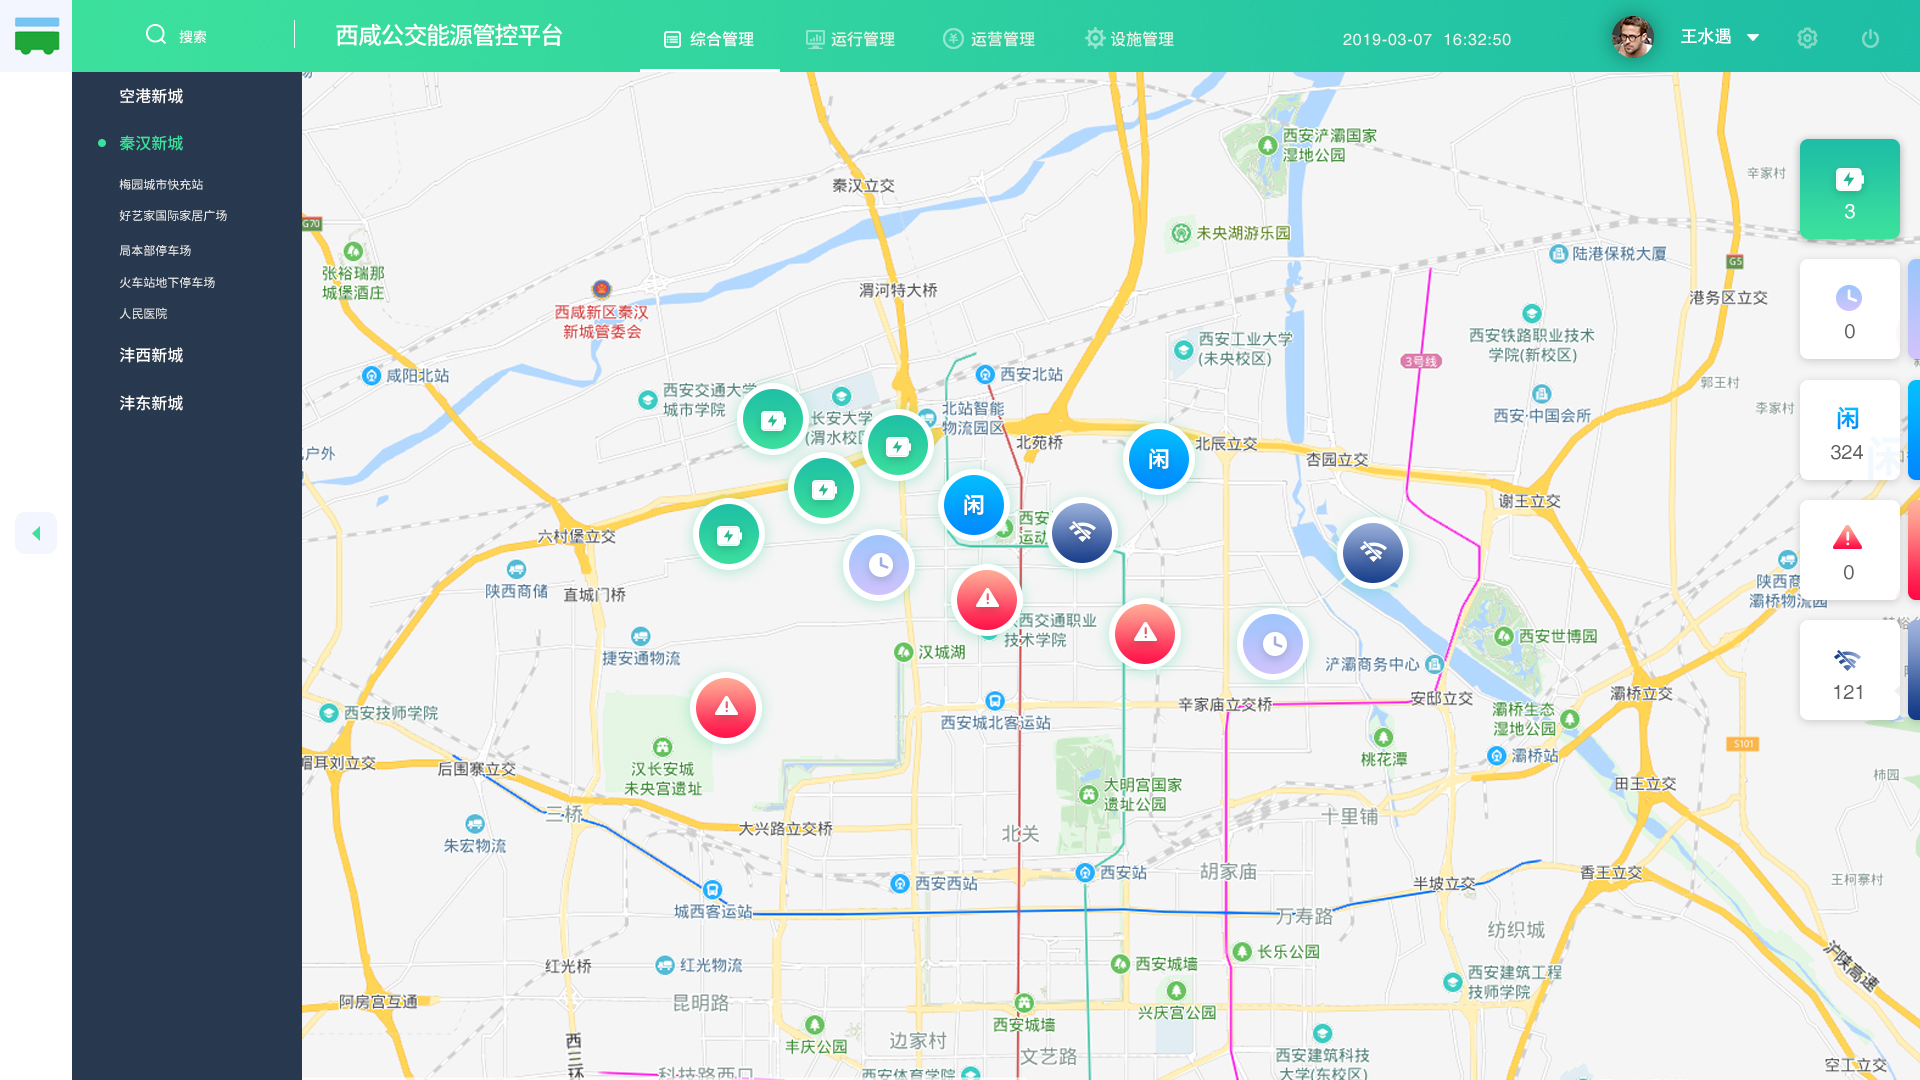 搜索
西咸公交能源管控平台
综合管理
运行管理
运营管理
设施管理
2019-03-07 16:32:50
王水遇
空港新城
秦汉新城
梅园城市快充站
好艺家国际家居广场
局本部停车场
火车站地下停车场
人民医院
沣西新城
沣东新城
3
0
闲
324
0
121
西安浐灞国家
湿地公园
辛家村
秦汉立交
G70
未央湖游乐园
陆港保税大厦
G5
张裕瑞那
城堡酒庄
渭河特大桥
港务区立交
西咸新区秦汉
新城管委会
西安铁路职业技术
学院(新校区)
西安工业大学
(未央校区)
3号线
咸阳北站
西安北站
郭王村
西安交通大学
城市学院
长安大学
(渭水校区
北站智能
物流园区
李家村
西安·中国会所
北苑桥
北辰立交
杏园立交
户外
闲
闲
谢王立交
六村堡立交
西安
运动
陕西商储
直城门桥
陕西商
灞桥物流园
西交通职业
技术学院
西安世博园
捷安通物流
汉城湖
浐灞商务中心
灞桥立交
安邸立交
辛家庙立交桥
西安技师学院
西安城北客运站
灞桥生态
湿地公园
S101
帽耳刘立交
后围寨立交
汉长安城
未央宫遗址
桃花潭
灞桥站
柿园
大明宫国家
遗址公园
田王立交
三桥
十里铺
大兴路立交桥
北关
朱宏物流
西安西站
西安站
胡家庙
半坡立交
香王立交
王柯寨村
城西客运站
万寿路
纺织城
长乐公园
沪陕高速
红光桥
红光物流
西安城墙
西安建筑工程
技师学院
阿房宫互通
昆明路
西安城墙
兴庆宫公园
丰庆公园
边家村
文艺路
西三环
西安建筑科技
大学(东校区)
空工立交
科技路西口
西安体育学院